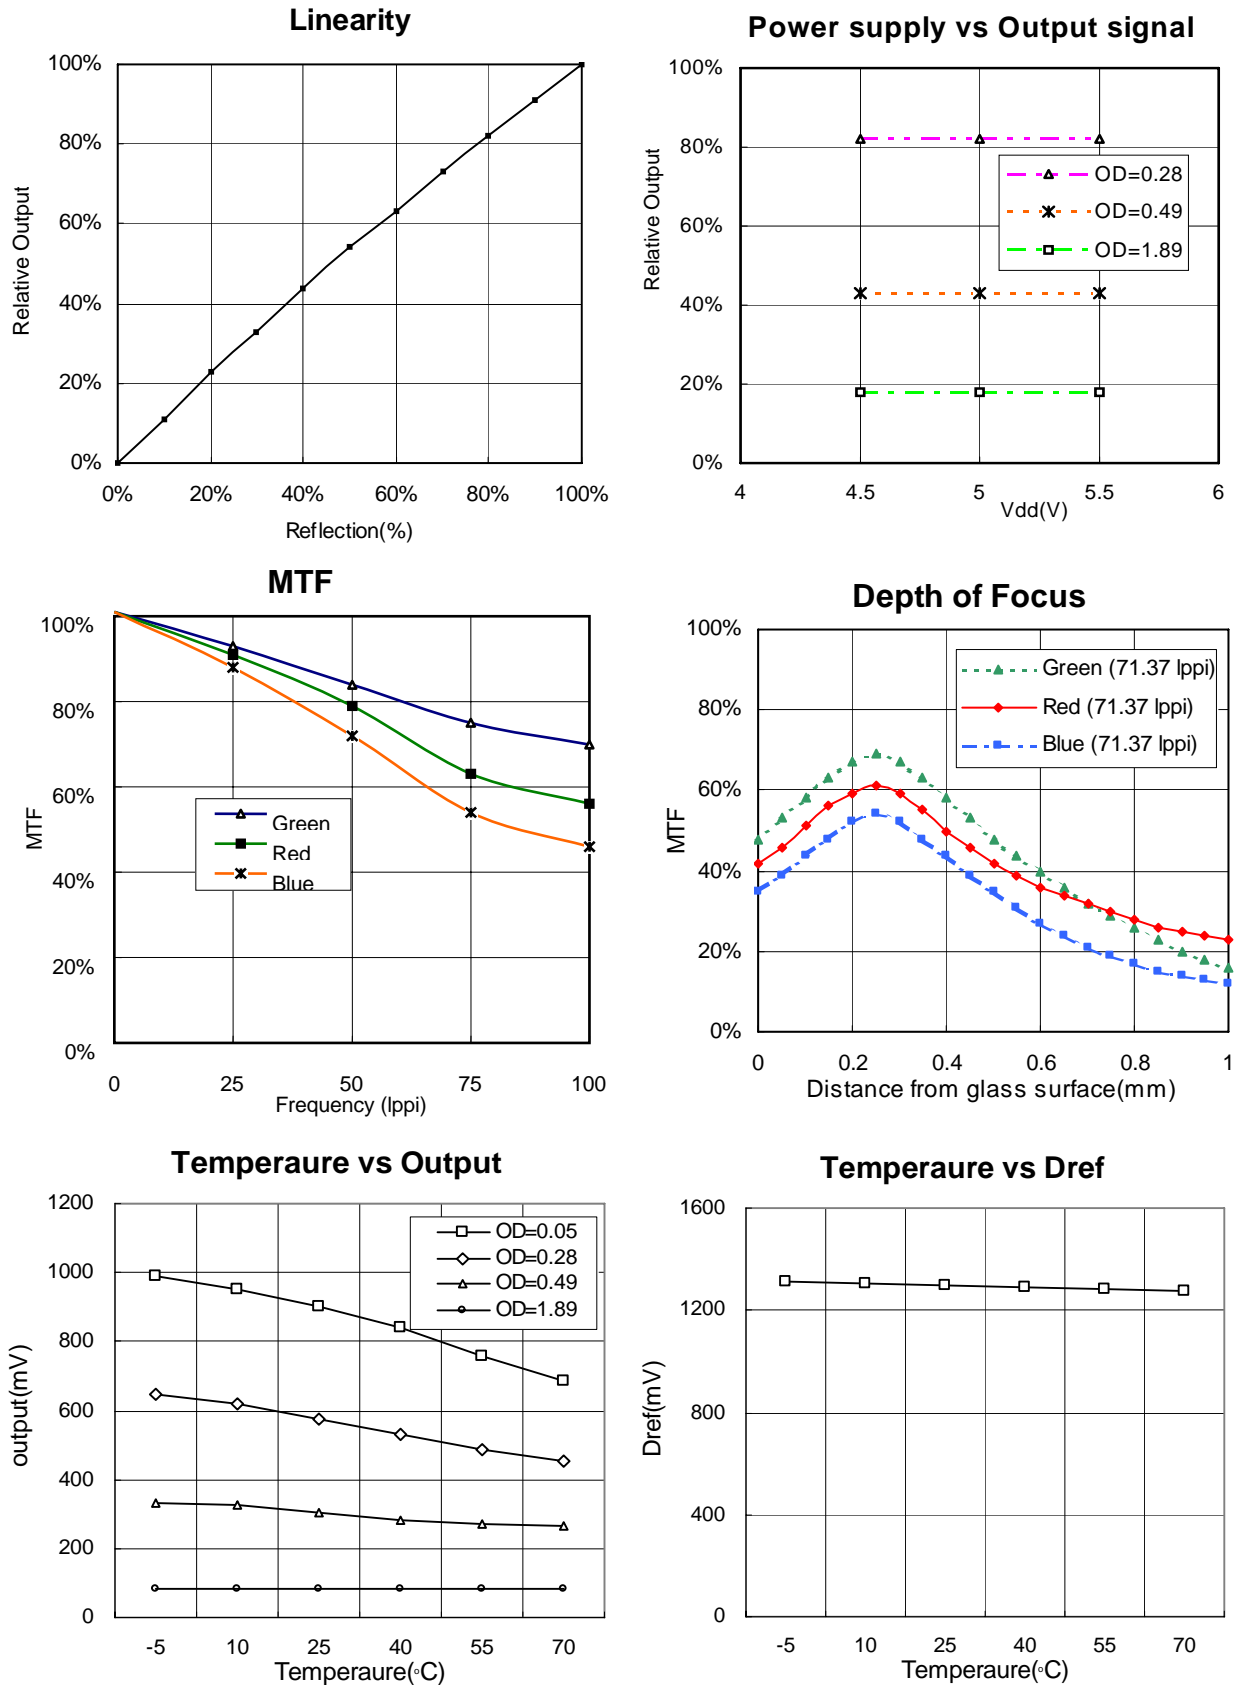 Linearity
100%
80%
60%
40%
20%
0%
Relative Output
0% 20% 40% 60% 80% 100%
Reflection(%)
Power supply vs Output signal
100%
80%
60%
40%
20%
0%
Relative Output
OD=0.28
OD=0.49
OD=1.89
4 4.5 5 5.5 6
Vdd(V)
MTF
100%
80%
60%
40%
20%
0%
MTF
Green
Red
Blue
0 25 50 75 100
Frequency (lppi)
Depth of Focus
100%
80%
60%
40%
20%
0%
MTF
Green (71.37 lppi)
Red (71.37 lppi)
Blue (71.37 lppi)
0 0.2 0.4 0.6 0.8 1
Distance from glass surface(mm)
Temperaure vs Output
1200
1000
800
600
400
200
0
output(mV)
OD=0.05
OD=0.28
OD=0.49
OD=1.89
-5 10 25 40 55 70
Temperaure(°C)
Temperaure vs Dref
1600
1200
800
400
0
Dref(mV)
-5 10 25 40 55 70
Temperaure(°C)